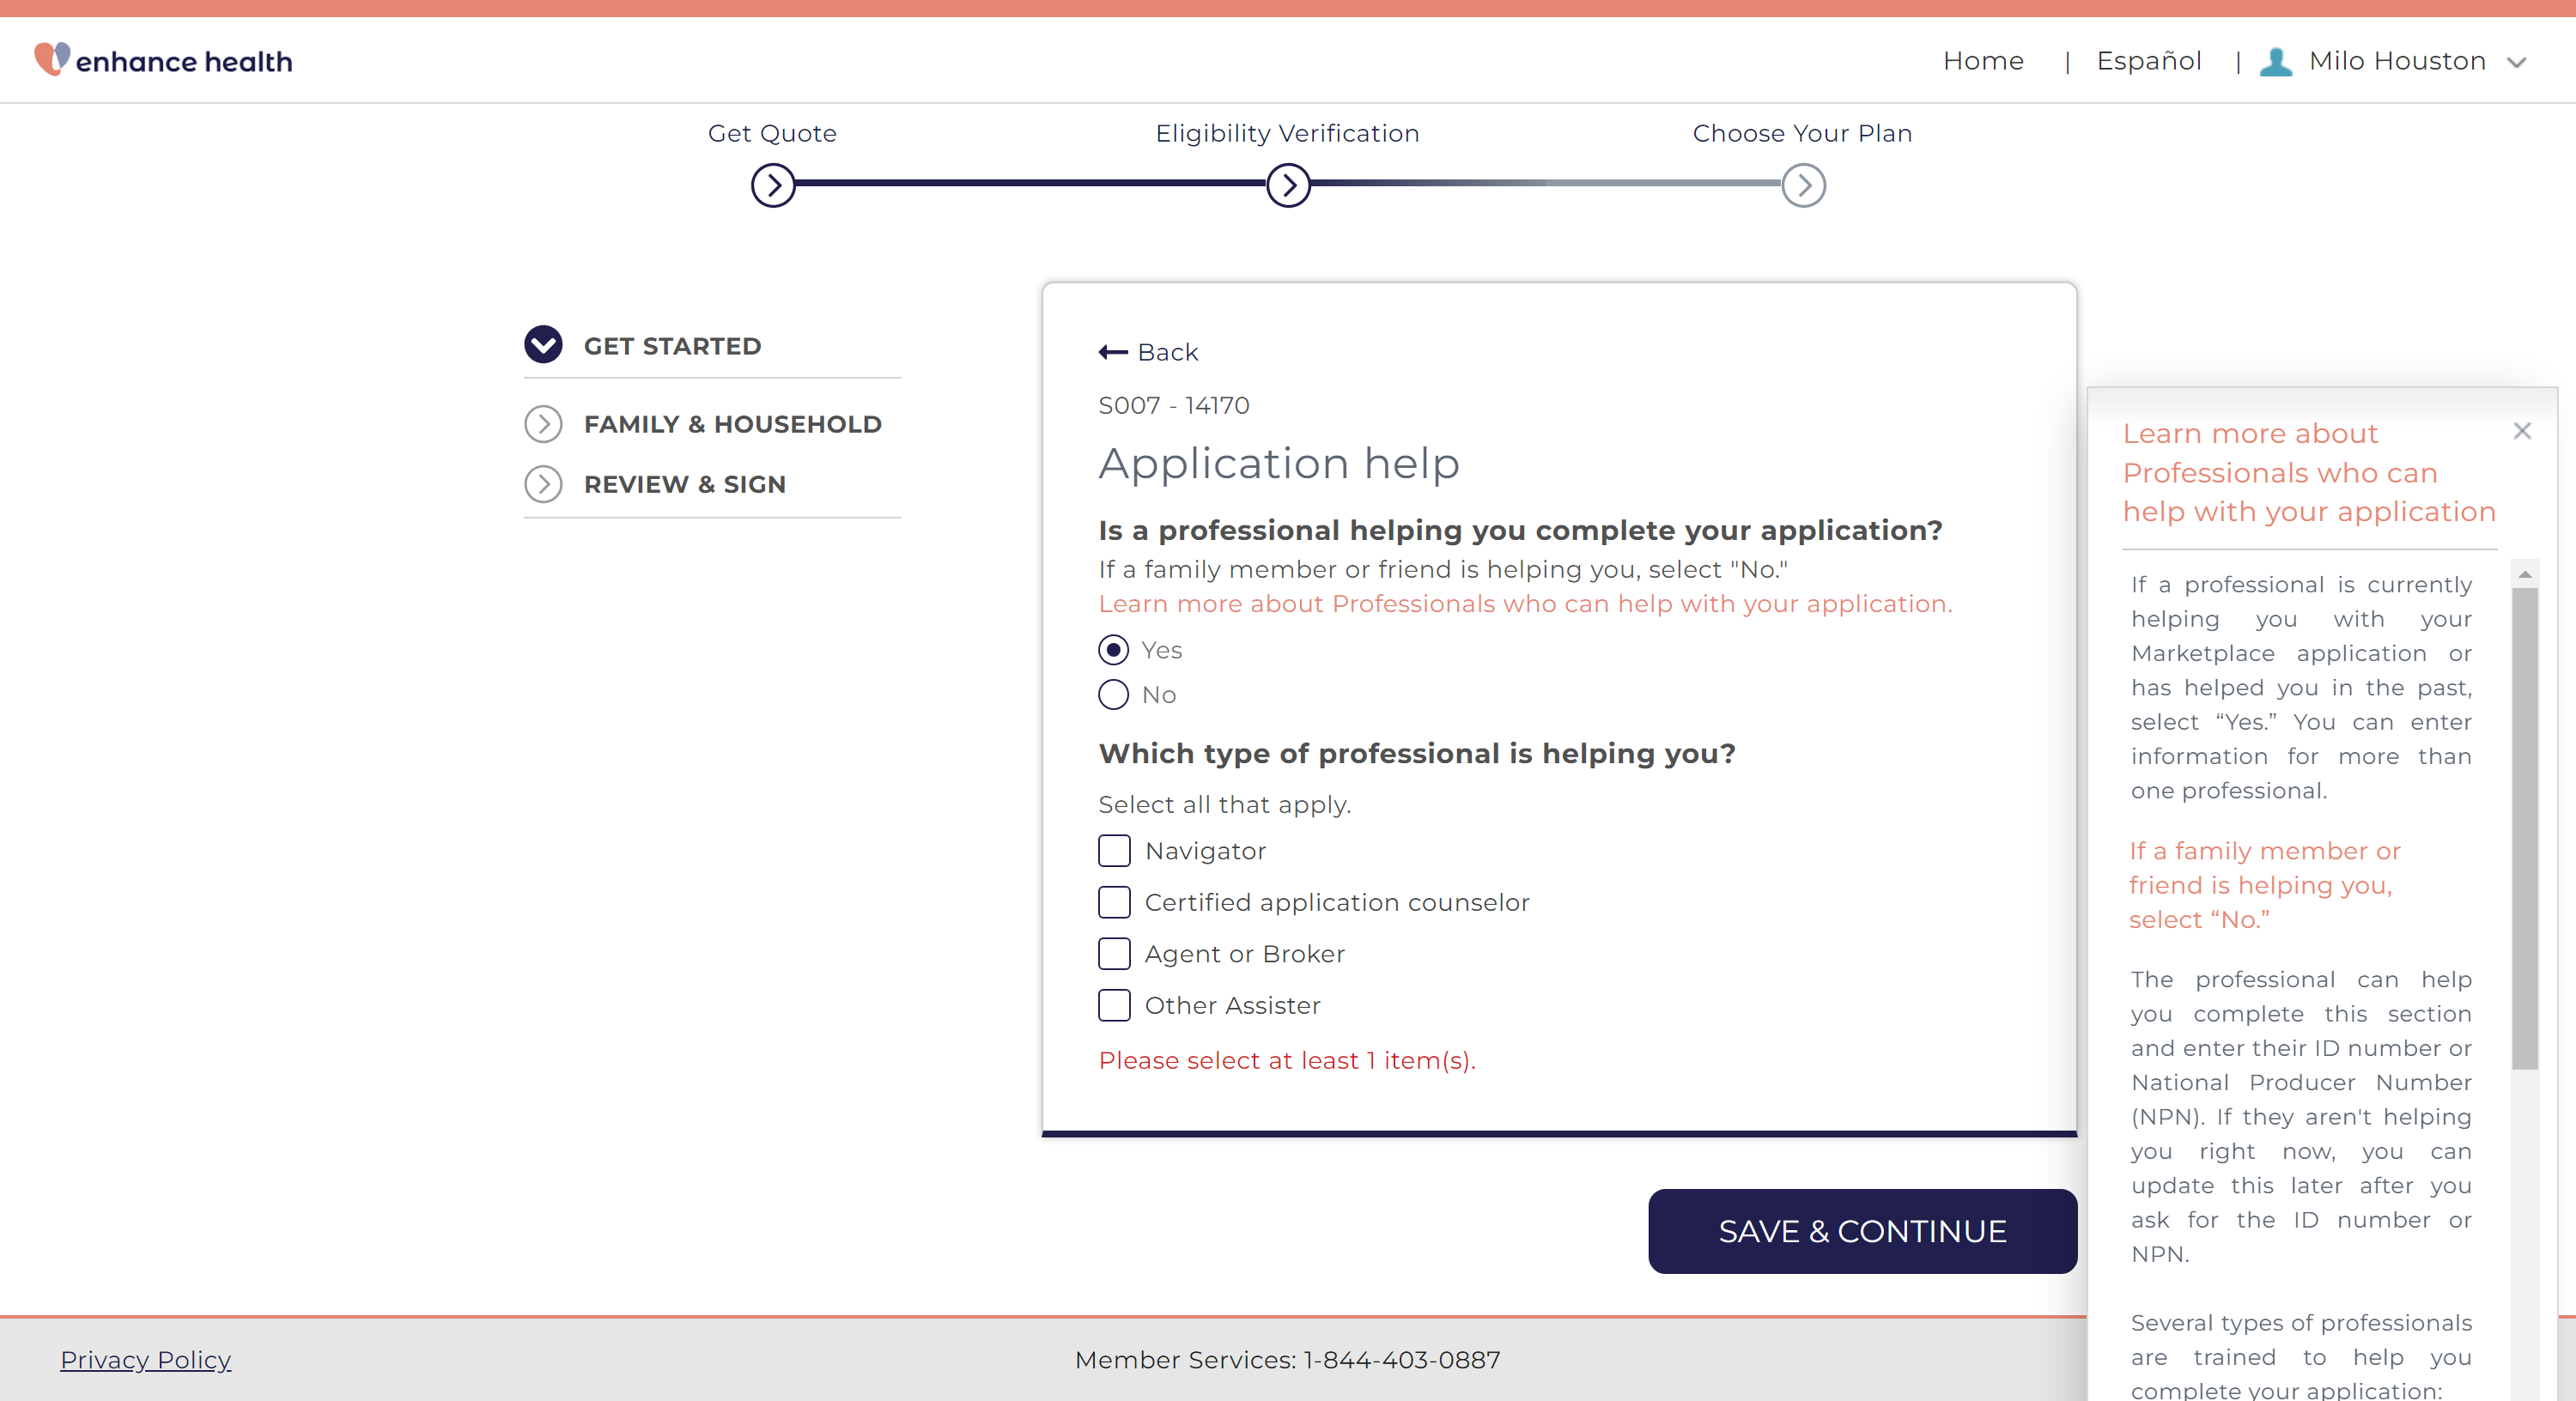 enhance health
Home | Español | Milo Houston
Get Quote
Eligibility Verification
Choose Your Plan
GET STARTED
FAMILY & HOUSEHOLD
REVIEW & SIGN
Back
S007 - 14170
Application help
Is a professional helping you complete your application?
If a family member or friend is helping you, select "No."
Learn more about Professionals who can help with your application.
Yes
No
Which type of professional is helping you?
Select all that apply.
Navigator
Certified application counselor
Agent or Broker
Other Assister
Please select at least 1 item(s).
SAVE & CONTINUE
Learn more about
Professionals who can
help with your application
If a professional is currently
helping you with your
Marketplace application or
has helped you in the past,
select “Yes.” You can enter
information for more than
one professional.
If a family member or
friend is helping you,
select “No.”
The professional can help
you complete this section
and enter their ID number or
National Producer Number
(NPN). If they aren't helping
you right now, you can
update this later after you
ask for the ID number or
NPN.
Several types of professionals
are trained to help you
complete your application:
Privacy Policy
Member Services: 1-844-403-0887